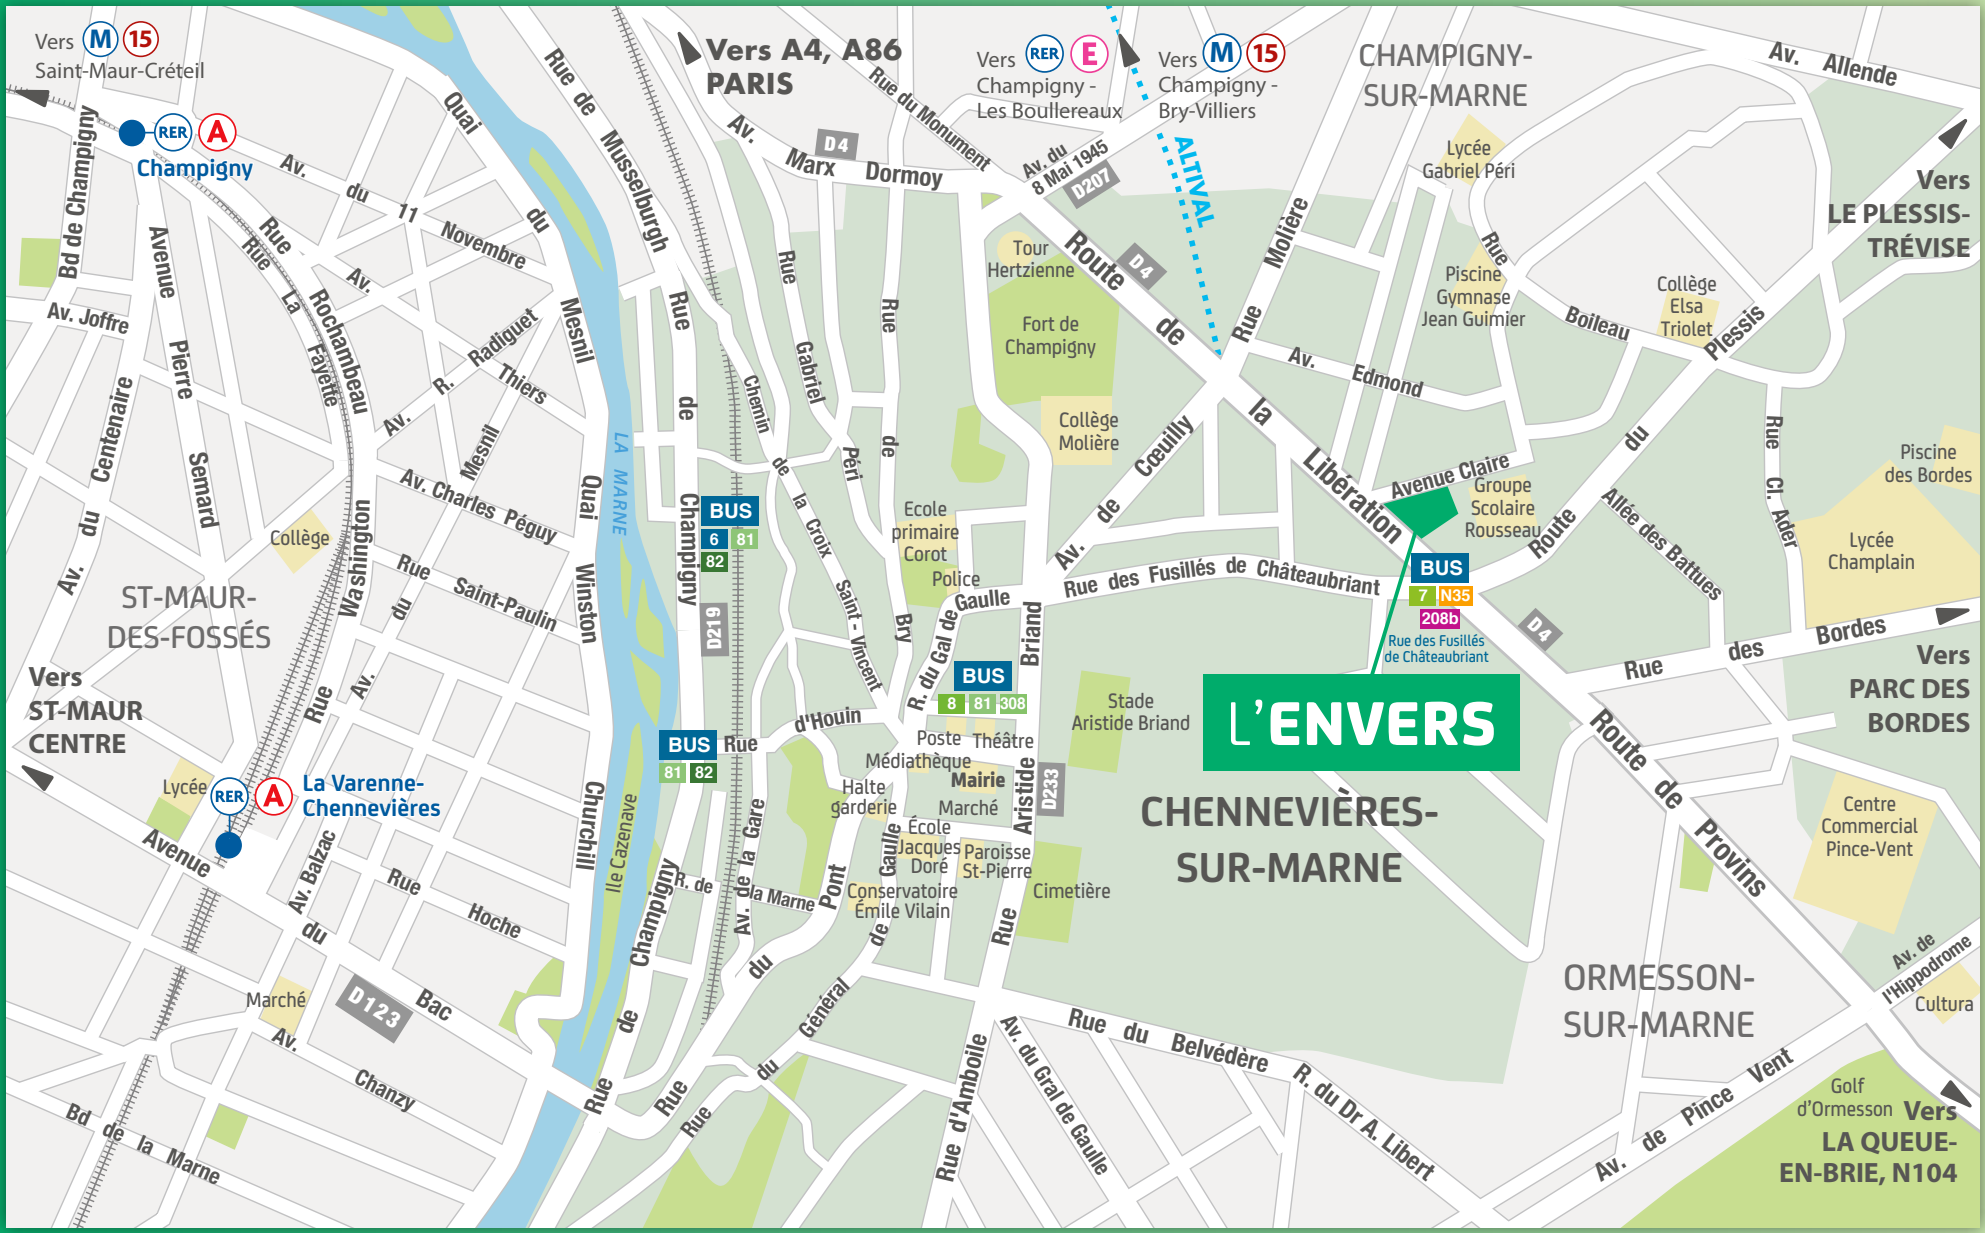 Vers M 15
Saint-Maur-Créteil
RER A
Champigny
Bd de Champigny
Av. du 11 Novembre
Quai du Mesnil
Rue de Musselburgh
Vers A4, A86
PARIS
Av. Marx Dormoy
D4
Rue du Monument
Vers RER E
Champigny -
Les Boullereaux
Vers M 15
Champigny -
Bry-Villiers
Av. du
8 Mai 1945
D207
ALTIVAL
CHAMPIGNY-
SUR-MARNE
Av. Allende
Lycée
Gabriel Péri
Vers
LE PLESSIS-
TRÉVISE
Avenue Pierre Semard
Rue La Fayette
Rue Rochambeau
Av. Thiers
Av. Joffre
Av. du Centenaire
Av. R. Radiguet
Av. du Mesnil
Av. Charles Péguy
Rue Saint-Paulin
Quai Winston Churchill
LA MARNE
Rue de Champigny
Chemin de la Croix Saint - Vincent
Rue Gabriel Péri
Rue de Bry
Tour
Hertzienne
Fort de
Champigny
Collège
Molière
Route de la Libération
D4
Rue Molière
Av. Edmond
Piscine
Gymnase
Jean Guimier
Rue Boileau
Collège
Elsa
Triolet
Route du Plessis
Rue Cl. Ader
Piscine
des Bordes
Lycée
Champlain
Allée des Battues
Avenue Claire
Groupe
Scolaire
Rousseau
Av. de Cœuilly
Rue des Fusillés de Châteaubriant
BUS
7 N35
208b
Rue des Fusillés
de Châteaubriant
D4
Rue des Bordes
Vers
PARC DES
BORDES
BUS
6 81
82
D219
Ecole
primaire
Corot
Police
R. du Gal de Gaulle
Rue Aristide Briand
BUS
8 81 308
Stade
Aristide Briand
L'ENVERS
CHENNEVIÈRES-
SUR-MARNE
Collège
Rue Washington
ST-MAUR-
DES-FOSSÉS
Vers
ST-MAUR
CENTRE
Lycée
RER A
La Varenne-
Chennevières
BUS
81 82
Rue d'Houin
Poste
Théâtre
Médiathèque
Mairie
Halte
garderie
Marché
D233
École
Jacques
Doré
Paroisse
St-Pierre
Conservatoire
Émile Vilain
Cimetière
Ile Cazenave
Av. de la Gare
R. de la Marne
Rue du Pont
Rue du Général de Gaulle
Rue de Champigny
Avenue du Bac
Av. Balzac
Rue Hoche
Marché
D123
Av. Chanzy
Bd de la Marne
Rue d'Amboile
Av. du Gral de Gaulle
Rue du Belvédère
R. du Dr A. Libert
Route de Provins
Centre
Commercial
Pince-Vent
ORMESSON-
SUR-MARNE
Av. de
l'Hippodrome
Cultura
Av. de Pince Vent
Golf
d'Ormesson
Vers
LA QUEUE-
EN-BRIE, N104